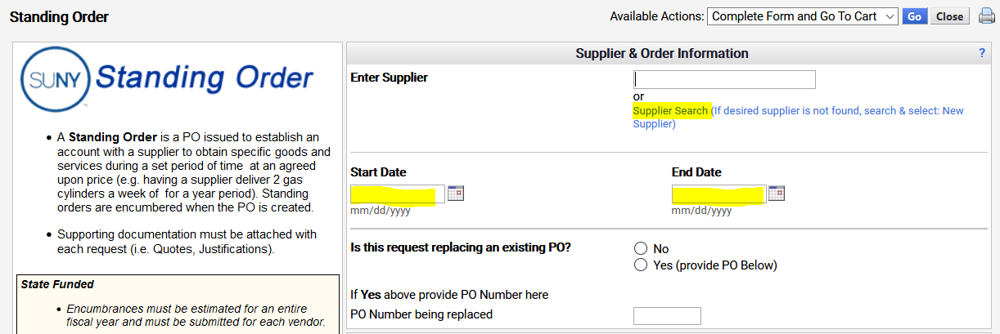 Standing Order
Available Actions: Complete Form and Go To Cart Go Close
SUNY Standing Order
• A Standing Order is a PO issued to establish an
account with a supplier to obtain specific goods and
services during a set period of time at an agreed
upon price (e.g. having a supplier deliver 2 gas
cylinders a week of for a year period). Standing
orders are encumbered when the PO is created.
• Supporting documentation must be attached with
each request (i.e. Quotes, Justifications).
State Funded
• Encumbrances must be estimated for an entire
fiscal year and must be submitted for each vendor.
Supplier & Order Information ?
Enter Supplier
or
Supplier Search (If desired supplier is not found, search & select: New
Supplier)
Start Date End Date
mm/dd/yyyy mm/dd/yyyy
Is this request replacing an existing PO?
No
Yes (provide PO Below)
If Yes above provide PO Number here
PO Number being replaced